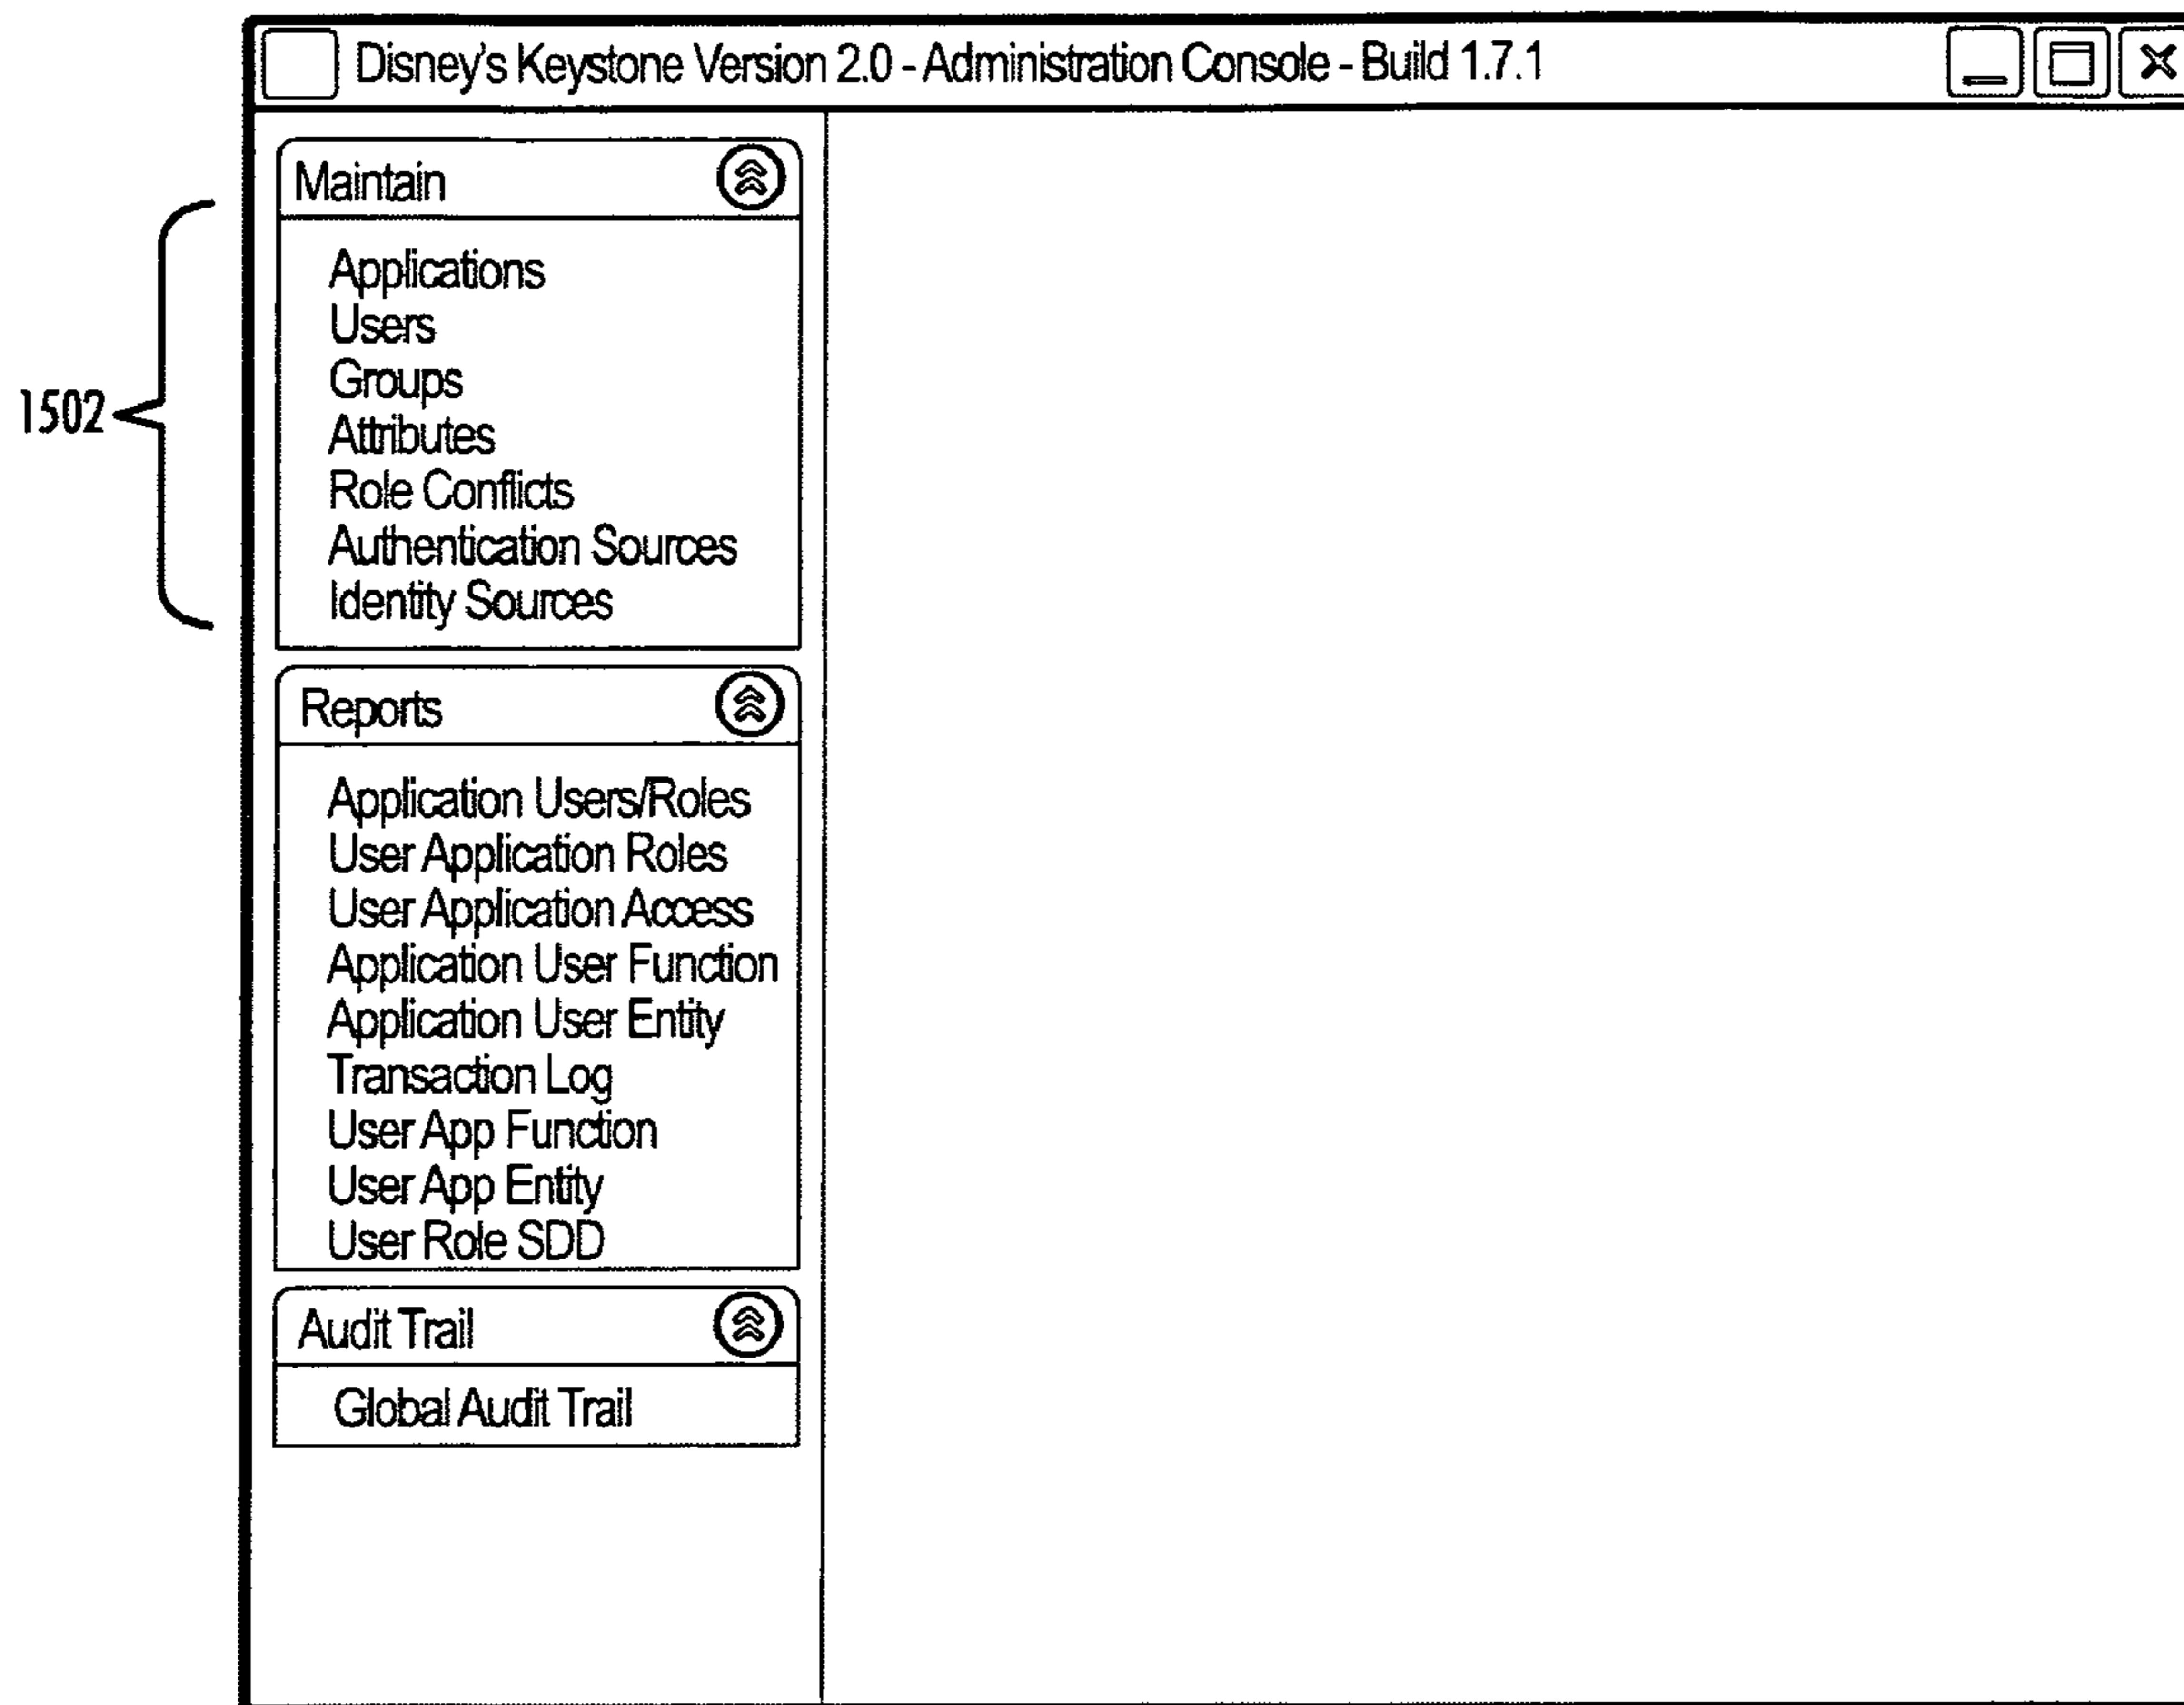 Disney's Keystone Version 2.0 - Administration Console - Build 1.7.1
Maintain
Applications
Users
Groups
Attributes
Role Conflicts
Authentication Sources
Identity Sources
1502
Reports
Application Users/Roles
User Application Roles
User Application Access
Application User Function
Application User Entity
Transaction Log
User App Function
User App Entity
User Role SDD
Audit Trail
Global Audit Trail